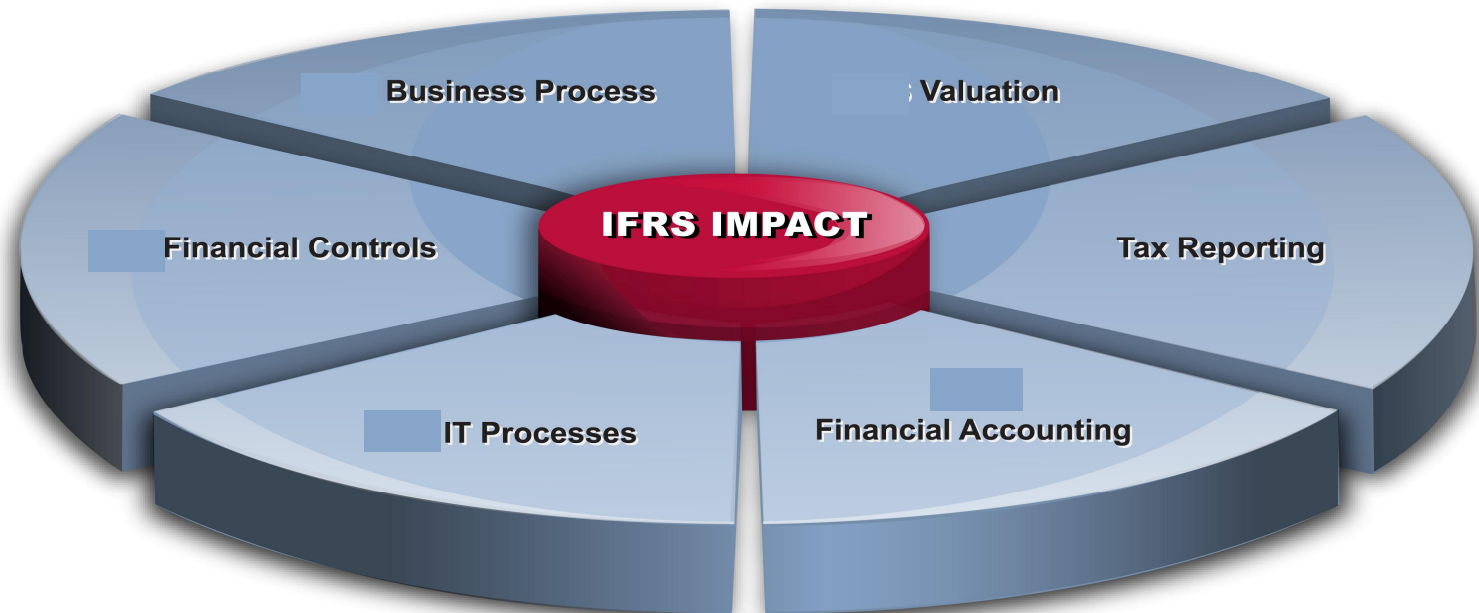 Business Process
Valuation
IFRS IMPACT
Financial Controls
Tax Reporting
IT Processes
Financial Accounting